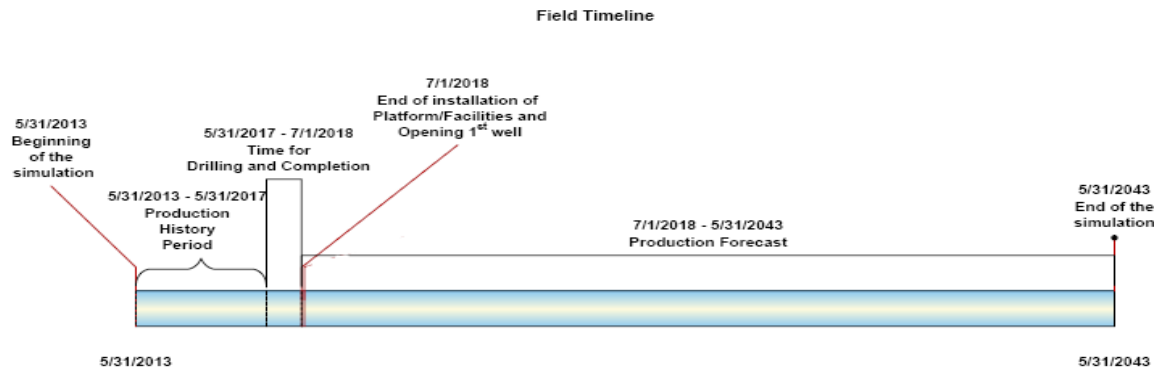 Field Timeline
7/1/2018
End of installation of
Platform/Facilities and
Opening 1st well
5/31/2013
Beginning
of the
simulation
5/31/2017 - 7/1/2018
Time for
Drilling and Completion
5/31/2013 - 5/31/2017
Production
History
Period
7/1/2018 - 5/31/2043
Production Forecast
5/31/2043
End of the
simulation
5/31/2013
5/31/2043